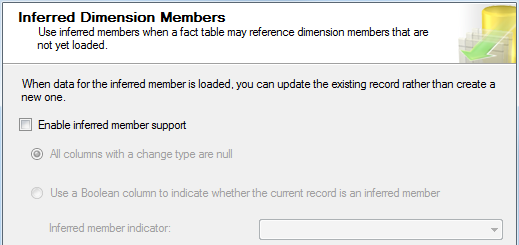 Inferred Dimension Members
Use inferred members when a fact table may reference dimension members that are
not yet loaded.
When data for the inferred member is loaded, you can update the existing record rather than create a
new one.
Enable inferred member support
All columns with a change type are null
Use a Boolean column to indicate whether the current record is an inferred member
Inferred member indicator: